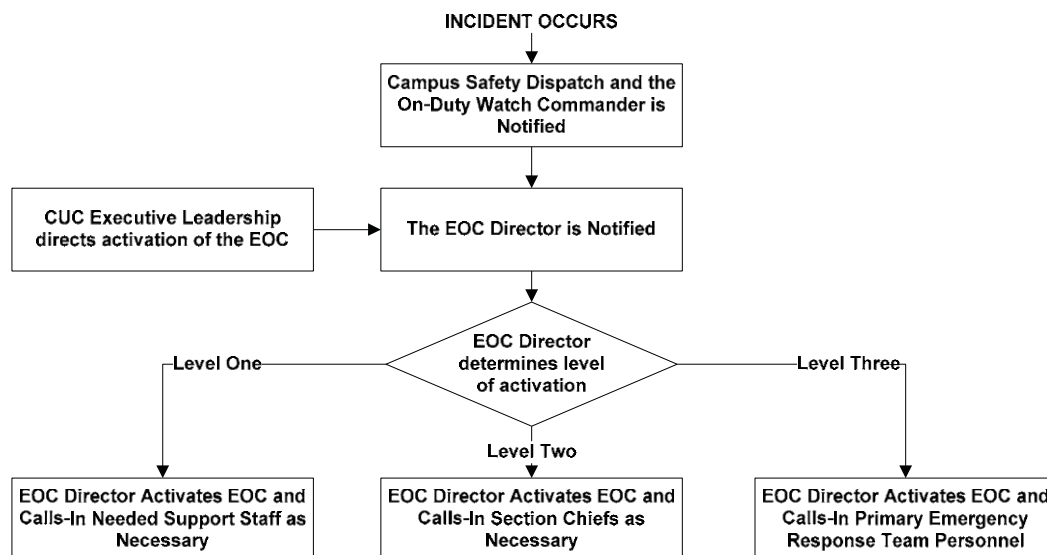 INCIDENT OCCURS
Campus Safety Dispatch and the
On-Duty Watch Commander is
Notified
CUC Executive Leadership
directs activation of the EOC
The EOC Director is Notified
EOC Director
determines level
of activation
Level One
Level Three
Level Two
EOC Director Activates EOC and
Calls-In Needed Support Staff as
Necessary
EOC Director Activates EOC and
Calls-In Section Chiefs as
Necessary
EOC Director Activates EOC and
Calls-In Primary Emergency
Response Team Personnel